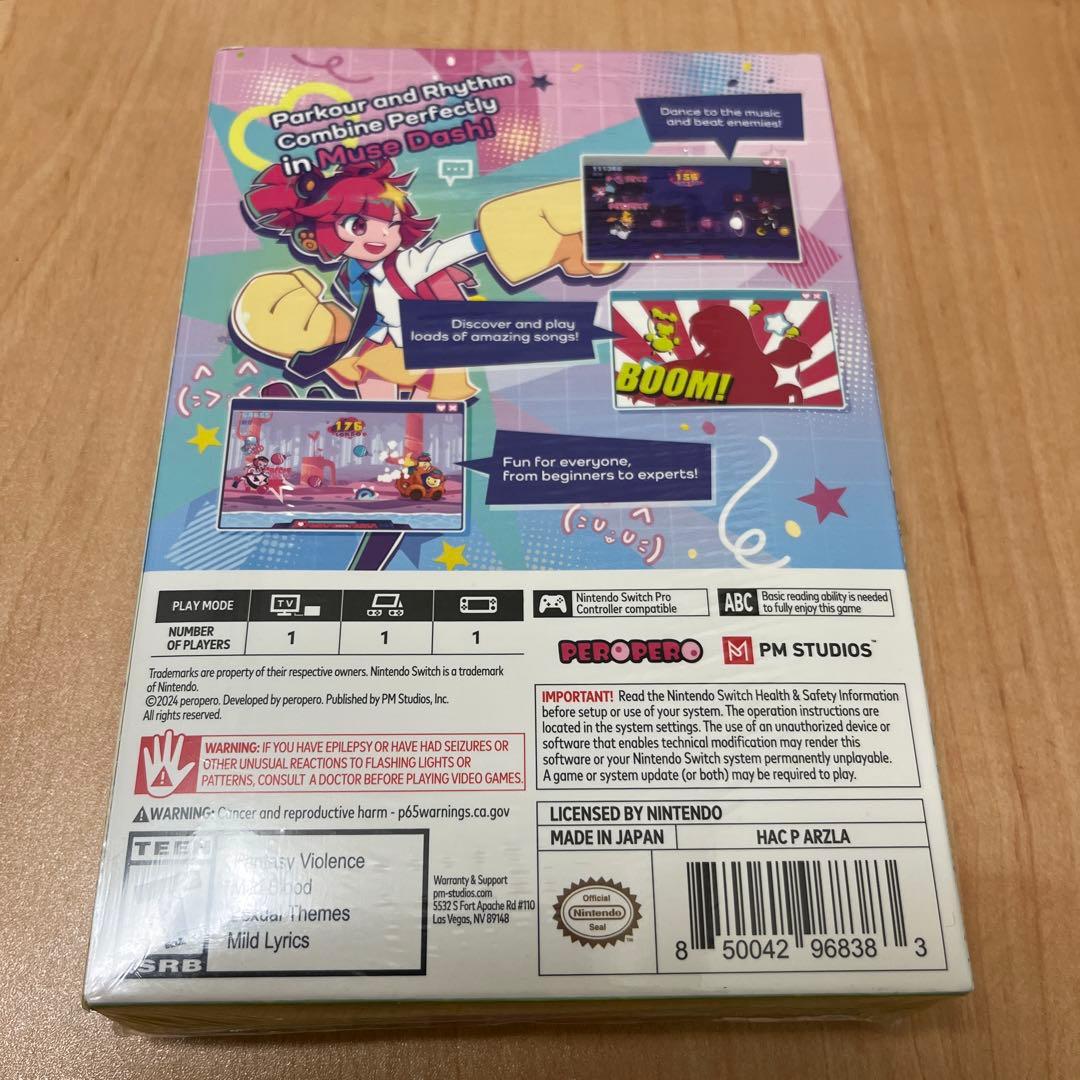 Parkour and Rhythm
Combine Perfectly
in Muse Dash!
Dance to the music
and beat enemies!
156
Discover and play
loads of amazing songs!
BOOM!
176
Fun for everyone,
from beginners to experts!
PLAY MODE
TV
NUMBER
OF PLAYERS
1
1
1
Nintendo Switch Pro
Controller compatible
ABC
Basic reading ability is needed
to fully enjoy this game
PEROPERO
PM STUDIOS™
Trademarks are property of their respective owners. Nintendo Switch is a trademark
of Nintendo.
©2024 peropero. Developed by peropero. Published by PM Studios, Inc.
All rights reserved.
WARNING: IF YOU HAVE EPILEPSY OR HAVE HAD SEIZURES OR
OTHER UNUSUAL REACTIONS TO FLASHING LIGHTS OR
PATTERNS, CONSULT A DOCTOR BEFORE PLAYING VIDEO GAMES.
WARNING: Cancer and reproductive harm - p65warnings.ca.gov
IMPORTANT! Read the Nintendo Switch Health & Safety Information
before setup or use of your system. The operation instructions are
located in the system settings. The use of an unauthorized device or
software that enables technical modification may render this
software or your Nintendo Switch system permanently unplayable.
A game or system update (or both) may be required to play.
TEEN
Fantasy Violence
Mild Blood
Sexual Themes
Mild Lyrics
ESRB
Warranty & Support
pm-studios.com
5532 S Fort Apache Rd #110
Las Vegas, NV 89148
LICENSED BY NINTENDO
MADE IN JAPAN
HAC P ARZLA
Official
Nintendo
Seal
™
8 50042 96838 3